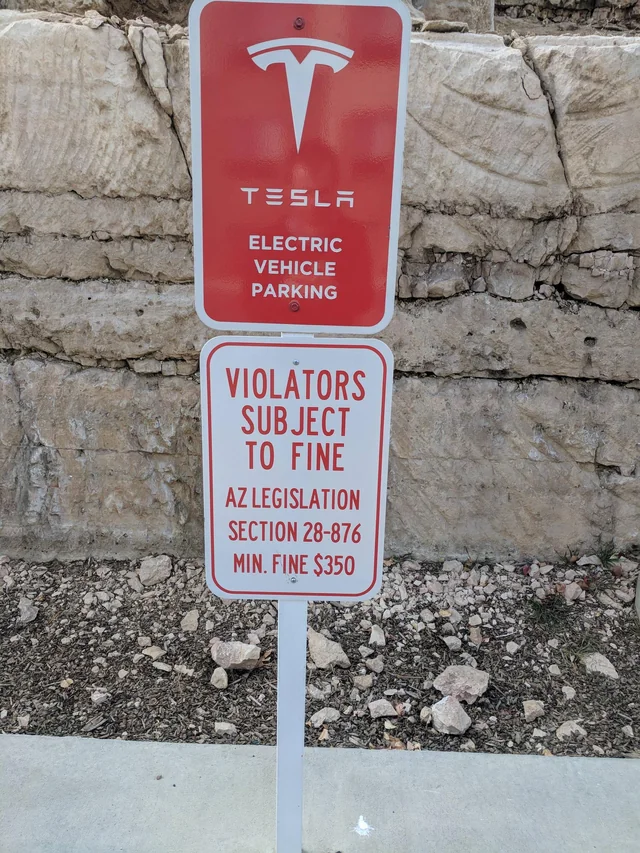 TESLA
ELECTRIC
VEHICLE
PARKING
VIOLATORS
SUBJECT
TO FINE
AZ LEGISLATION
SECTION 28-876
MIN. FINE $350